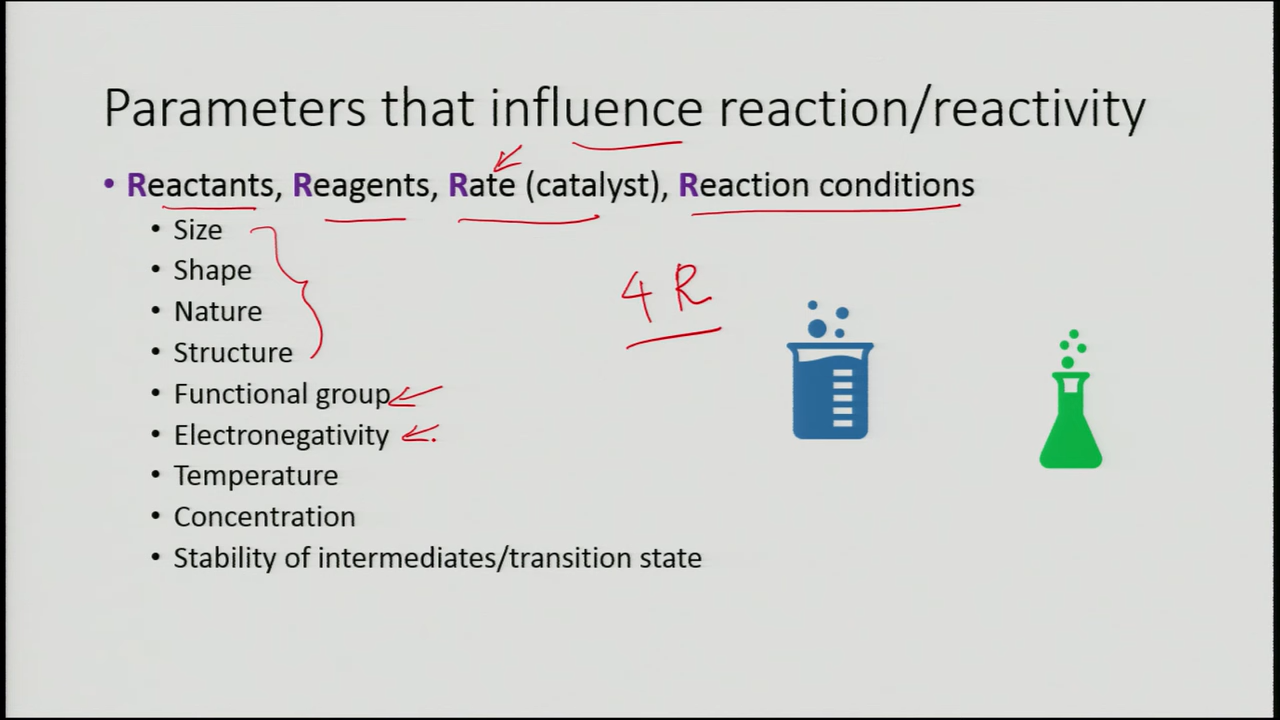 Parameters that influence reaction/reactivity
• Reactants, Reagents, Rate (catalyst), Reaction conditions
• Size
• Shape
• Nature
• Structure
4 R
• Functional group
• Electronegativity
• Temperature
• Concentration
• Stability of intermediates/transition state